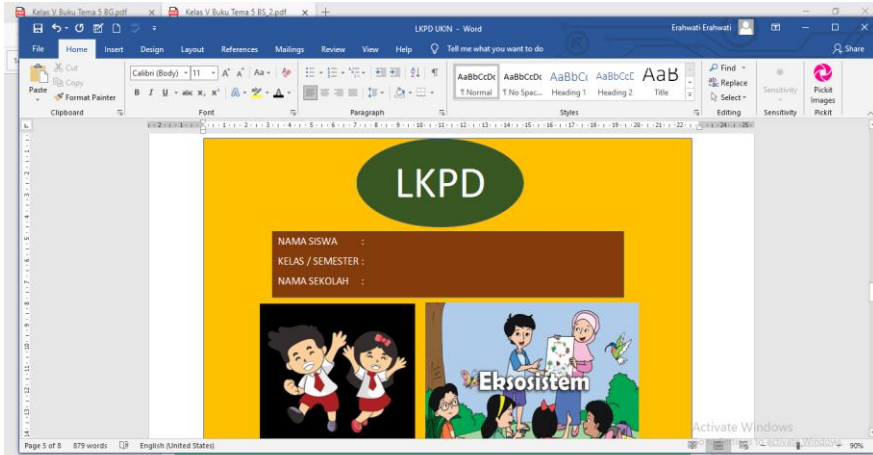 Kelas V Buku Tema 5 BG.pdf
Kelas V Buku Tema 5 BS_2.pdf
LKPD UKIN - Word
Erahwati Erahwati
File Home Insert Design Layout References Mailings Review View Help Tell me what you want to do Share
Paste
Cut
Copy
Format Painter
Clipboard
Calibri (Body) 11
Font
Paragraph
AaBbCcDc AaBbCcDc AaBbCc AaBbCcC AaB
1 Normal 1 No Spac... Heading 1 Heading 2 Title
Styles
Find
Replace
Select
Editing
Sensitivity
Sensitivity
Pickit Images
Pickit
LKPD
NAMA SISWA :
KELAS / SEMESTER :
NAMA SEKOLAH :
Eksosistem
Activate Windows
Page 5 of 8 879 words English (United States) 90%